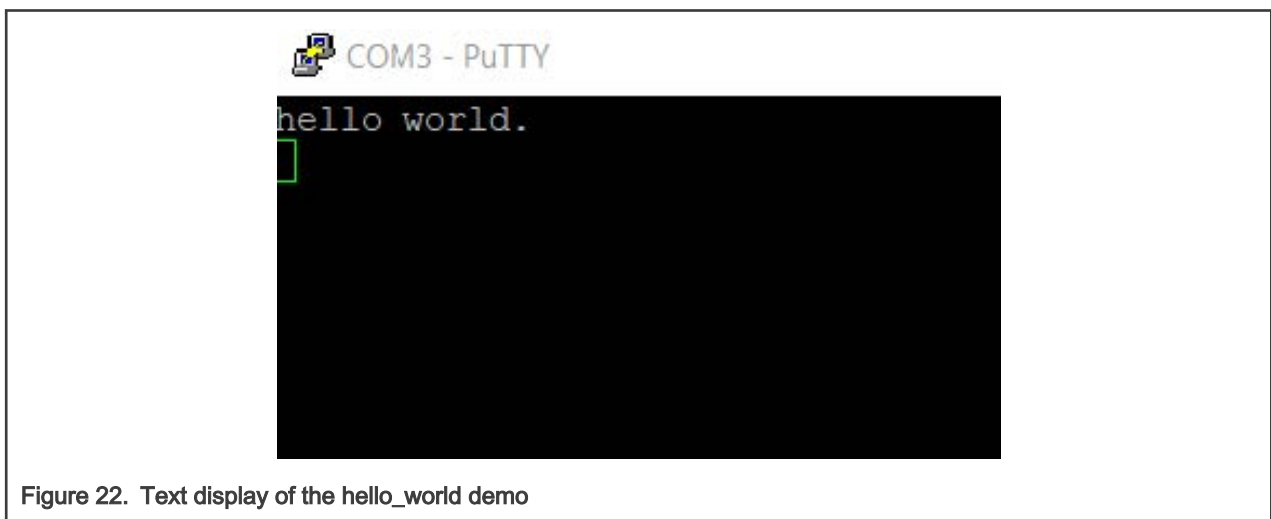 COM3 - PuTTY
hello world.
Figure 22. Text display of the hello_world demo